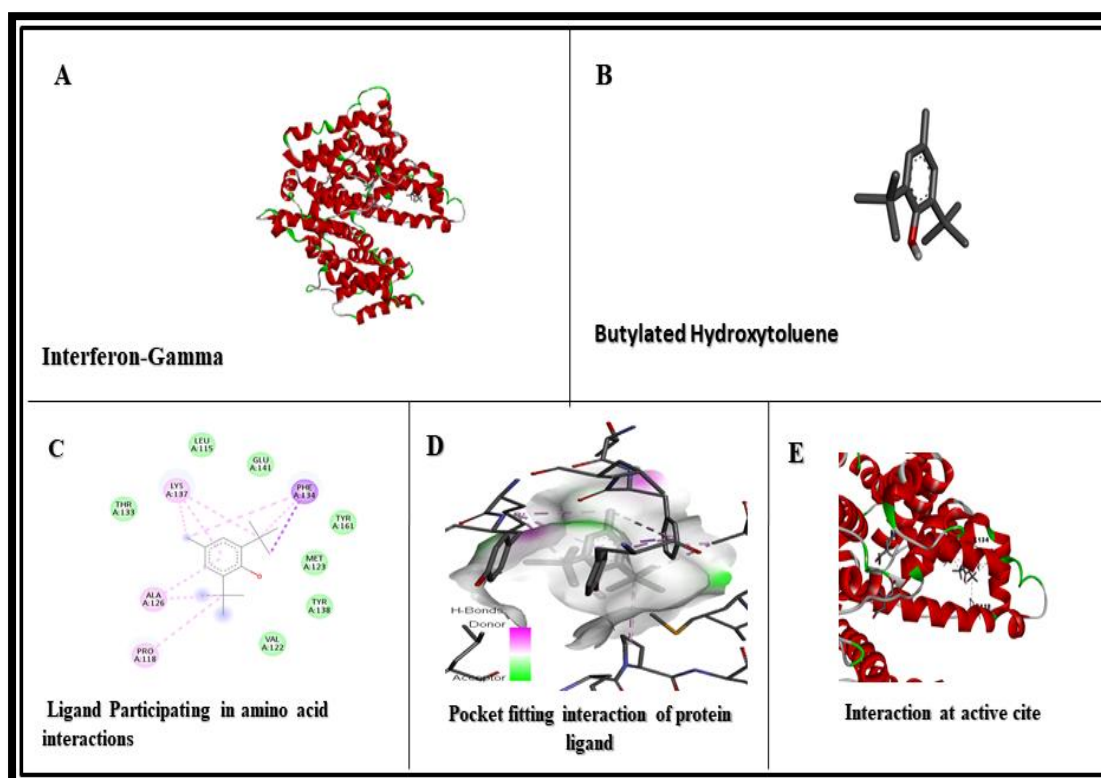 A
Interferon-Gamma
B
Butylated Hydroxytoluene
C
LEU
A:115
GLU
A:141
LYS
A:137
PHE
A:134
THR
A:133
TYR
A:161
MET
A:123
ALA
A:126
TYR
A:138
VAL
A:122
PRO
A:118
Ligand Participating in amino acid
interactions
D
H-Bonds
Donor
Acceptor
Pocket fitting interaction of protein
ligand
E
Interaction at active cite